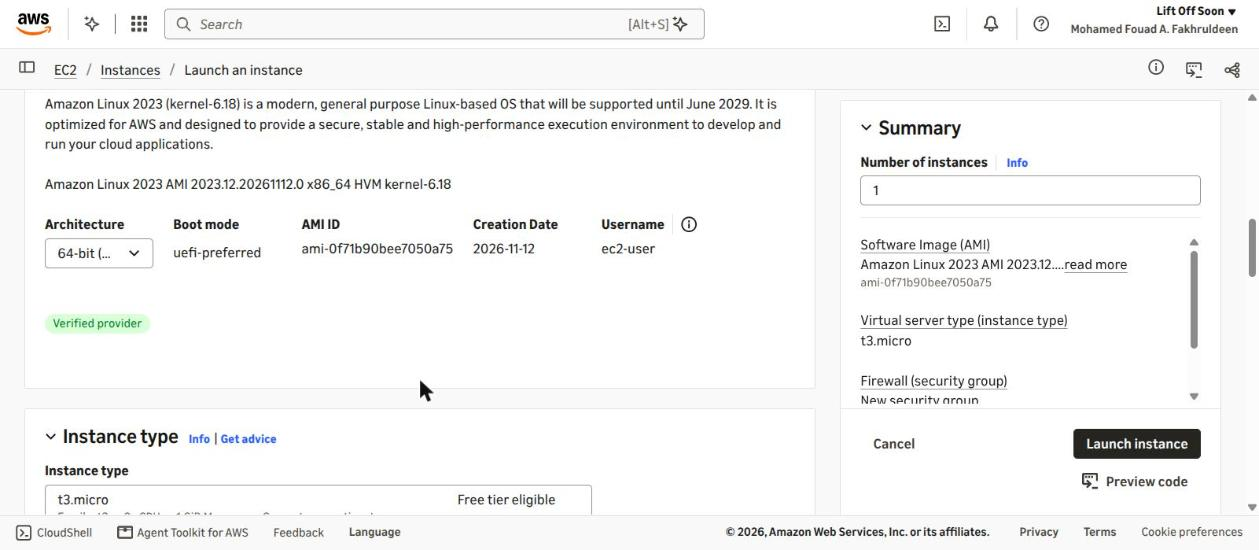 aws
Search [Alt+S]
Lift Off Soon ▼
Mohamed Fouad A. Fakhruldeen
EC2 / Instances / Launch an instance
Amazon Linux 2023 (kernel-6.18) is a modern, general purpose Linux-based OS that will be supported until June 2029. It is
optimized for AWS and designed to provide a secure, stable and high-performance execution environment to develop and
run your cloud applications.
Amazon Linux 2023 AMI 2023.12.20261112.0 x86_64 HVM kernel-6.18
Architecture Boot mode AMI ID Creation Date Username
64-bit (... uefi-preferred ami-0f71b90bee7050a75 2026-11-12 ec2-user
Verified provider
Instance type Info | Get advice
Instance type
t3.micro Free tier eligible
Summary
Number of instances Info
1
Software Image (AMI)
Amazon Linux 2023 AMI 2023.12....read more
ami-0f71b90bee7050a75
Virtual server type (instance type)
t3.micro
Firewall (security group)
New security group
Cancel Launch instance
Preview code
CloudShell Agent Toolkit for AWS Feedback Language © 2026, Amazon Web Services, Inc. or its affiliates. Privacy Terms Cookie preferences